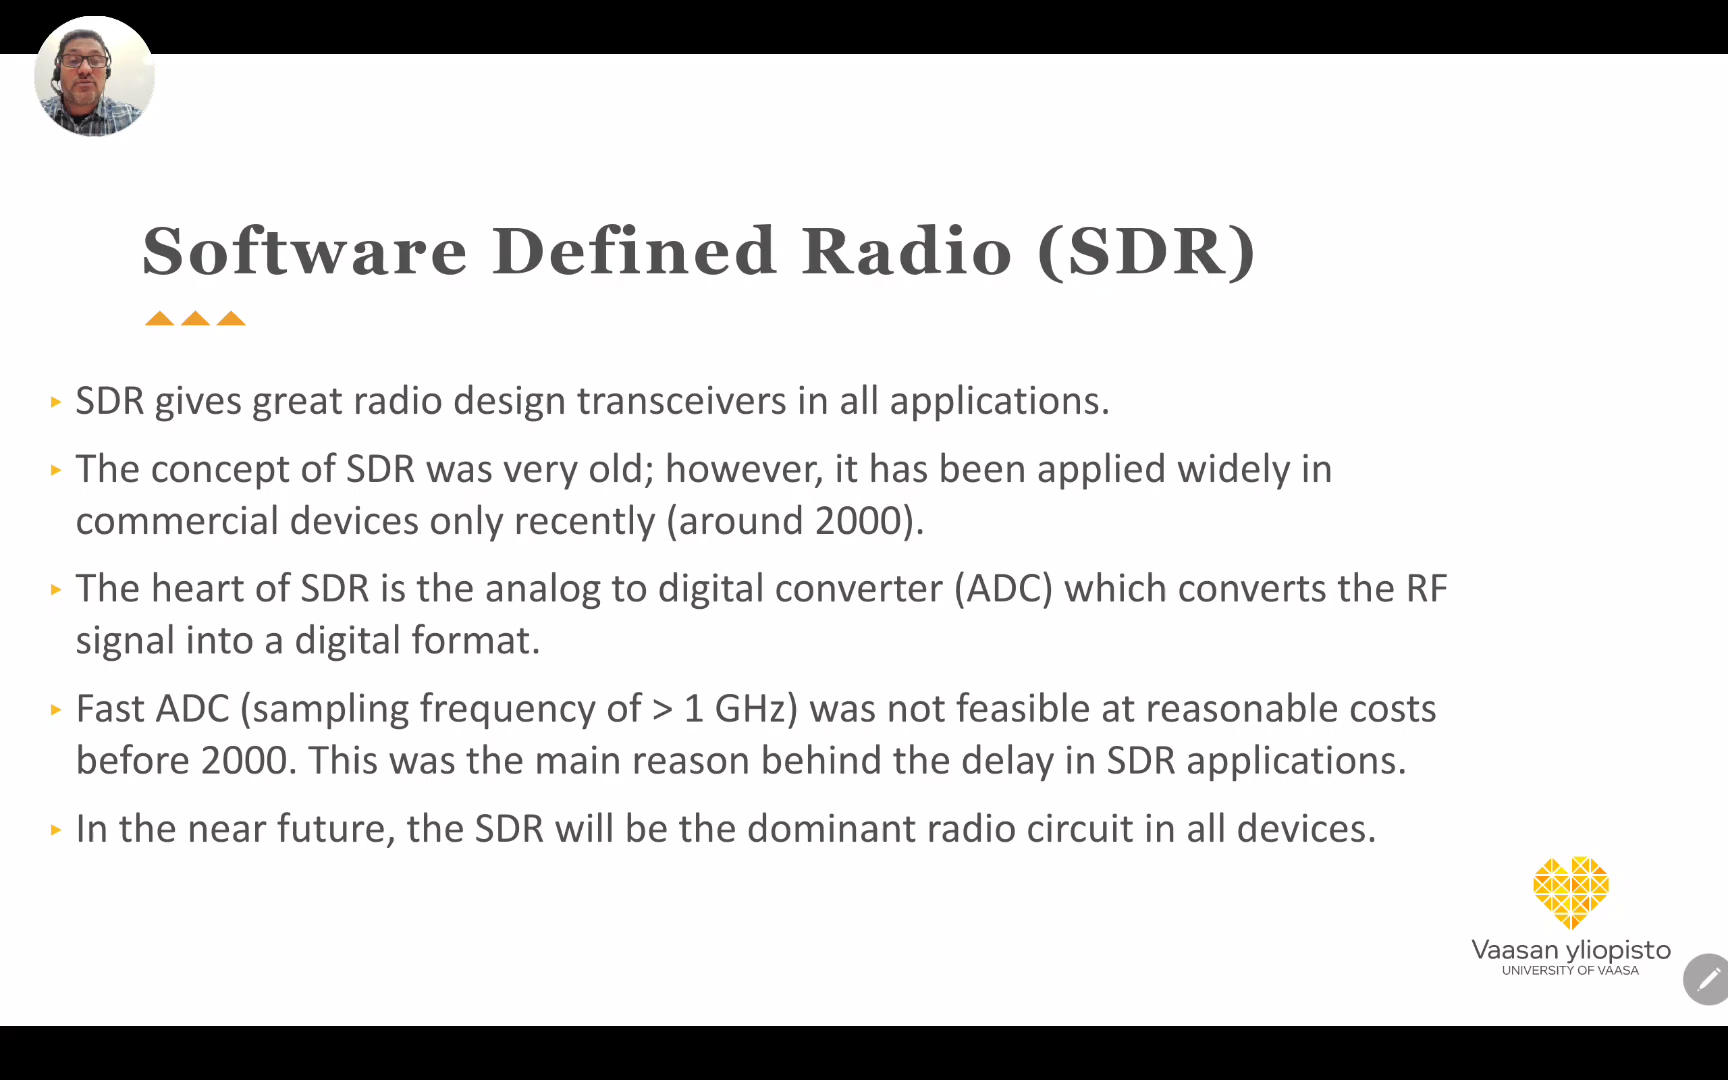 Software Defined Radio (SDR)
SDR gives great radio design transceivers in all applications.
The concept of SDR was very old; however, it has been applied widely in
commercial devices only recently (around 2000).
The heart of SDR is the analog to digital converter (ADC) which converts the RF
signal into a digital format.
Fast ADC (sampling frequency of > 1 GHz) was not feasible at reasonable costs
before 2000. This was the main reason behind the delay in SDR applications.
In the near future, the SDR will be the dominant radio circuit in all devices.
Vaasan yliopisto
UNIVERSITY OF VAASA